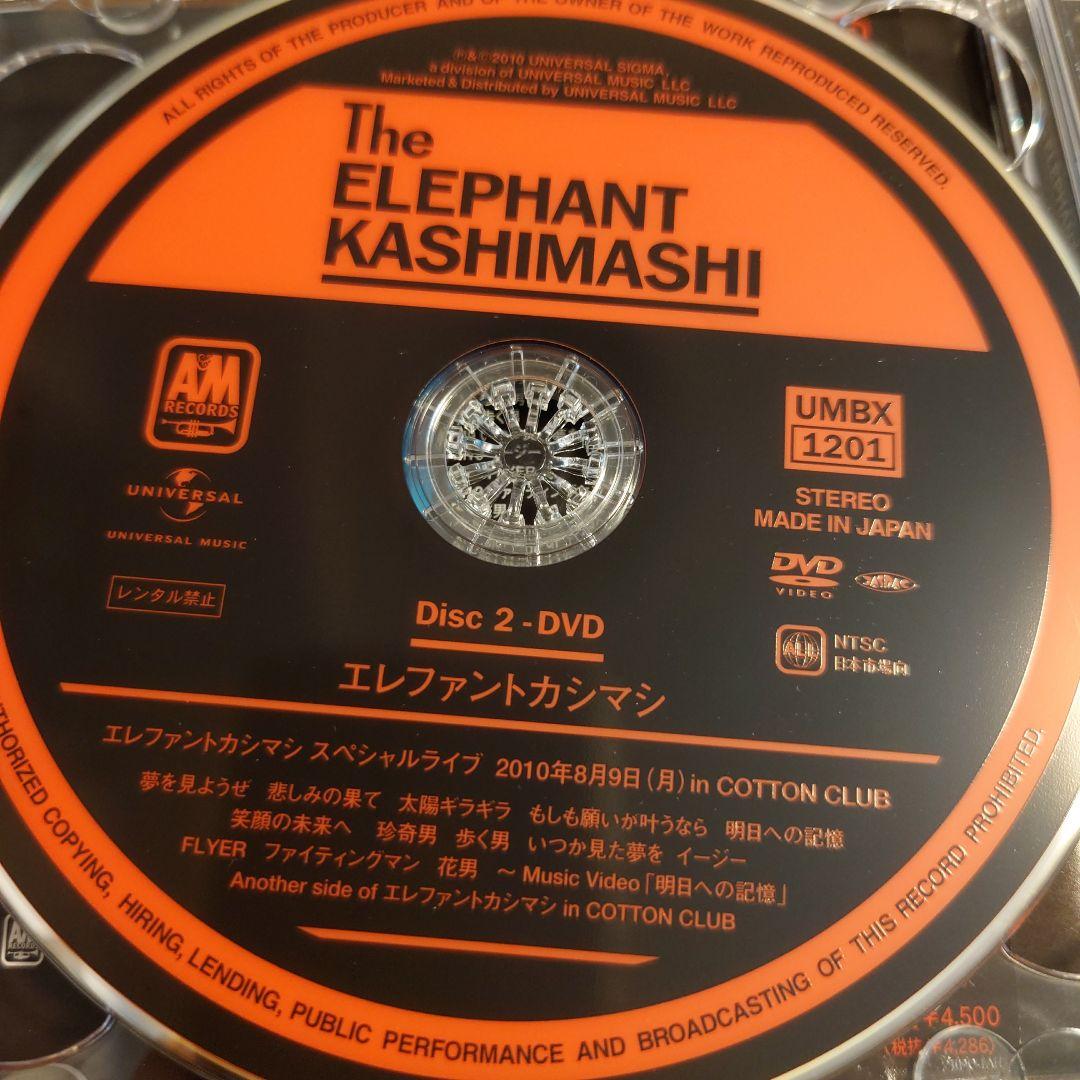 ALL RIGHTS OF THE PRODUCER AND OF THE OWNER OF THE WORK REPRODUCED RESERVED.
℗&©2010 UNIVERSAL SIGMA,
a division of UNIVERSAL MUSIC LLC
Marketed & Distributed by UNIVERSAL MUSIC LLC
The
ELEPHANT
KASHIMASHI
A&M
RECORDS
UNIVERSAL
UNIVERSAL MUSIC
レンタル禁止
UMBX
1201
STEREO
MADE IN JAPAN
DVD
VIDEO
NTSC
日本市場向
ALL
Disc 2 - DVD
エレファントカシマシ
エレファントカシマシ スペシャルライブ 2010年8月9日(月) in COTTON CLUB
夢を見ようぜ 悲しみの果て 太陽ギラギラ もしも願いが叶うなら 明日への記憶
笑顔の未来へ 珍奇男 歩く男 いつか見た夢を イージー
FLYER ファイティングマン 花男 ～ Music Video「明日への記憶」
Another side of エレファントカシマシ in COTTON CLUB
COPYING, HIRING, LENDING, PUBLIC PERFORMANCE AND BROADCASTING OF THIS RECORD PROHIBITED.
A&M
RECORDS
¥4,500
(税抜 ¥4,286)